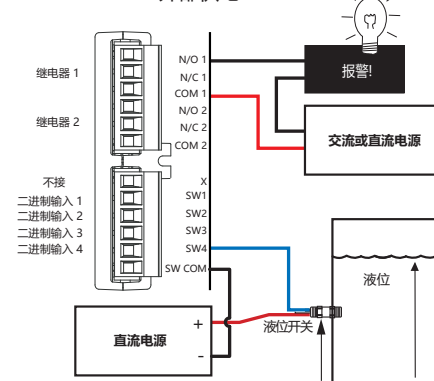 N/O 1
继电器 1
N/C 1
报警!
COM 1
N/O 2
继电器 2
N/C 2
交流或直流电源
COM 2
不接
X
二进制输入 1
SW1
二进制输入 2
SW2
二进制输入 3
SW3
二进制输入 4
SW4
SW COM
液位
+
液位开关
直流电源
-